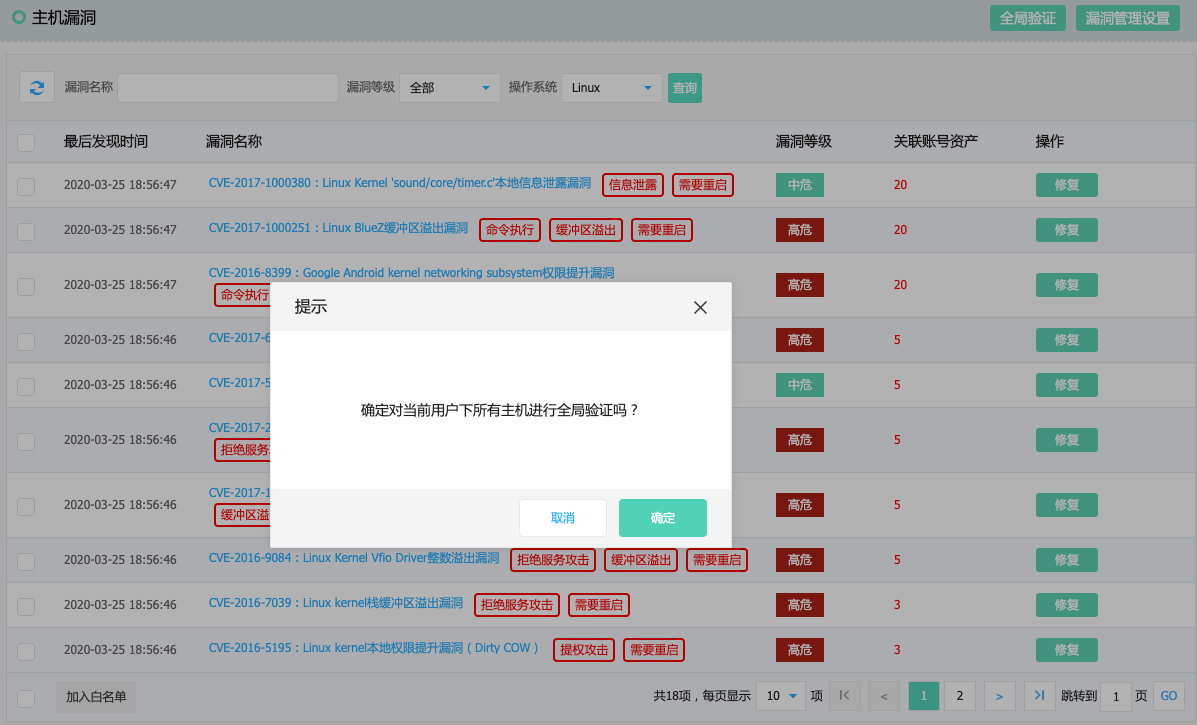 主机漏洞 全局验证 漏洞管理设置
漏洞名称 漏洞等级 全部 操作系统 Linux 查询
最后发现时间 漏洞名称 漏洞等级 关联账号资产 操作
2020-03-25 18:56:47 CVE-2017-1000380：Linux Kernel 'sound/core/timer.c'本地信息泄露漏洞 信息泄露 需要重启 中危 20 修复
2020-03-25 18:56:47 CVE-2017-1000251：Linux BlueZ缓冲区溢出漏洞 命令执行 缓冲区溢出 需要重启 高危 20 修复
CVE-2016-8399：Google Android kernel networking subsystem权限提升漏洞
2020-03-25 18:56:47 命令执行 高危 20 修复
提示
2020-03-25 18:56:46 CVE-2017-6 高危 5 修复
2020-03-25 18:56:46 CVE-2017-5 中危 5 修复
确定对当前用户下所有主机进行全局验证吗？
CVE-2017-2
2020-03-25 18:56:46 拒绝服务 高危 5 修复
CVE-2017-1
2020-03-25 18:56:46 缓冲区溢 高危 5 修复
取消 确定
2020-03-25 18:56:46 CVE-2016-9084：Linux Kernel Vfio Driver整数溢出漏洞 拒绝服务攻击 缓冲区溢出 需要重启 高危 5 修复
2020-03-25 18:56:46 CVE-2016-7039：Linux kernel栈缓冲区溢出漏洞 拒绝服务攻击 需要重启 高危 3 修复
2020-03-25 18:56:46 CVE-2016-5195：Linux kernel本地权限提升漏洞（Dirty COW） 提权攻击 需要重启 高危 3 修复
加入白名单 共18项，每页显示 10 项 < 1 2 > 跳转到 1 页 GO